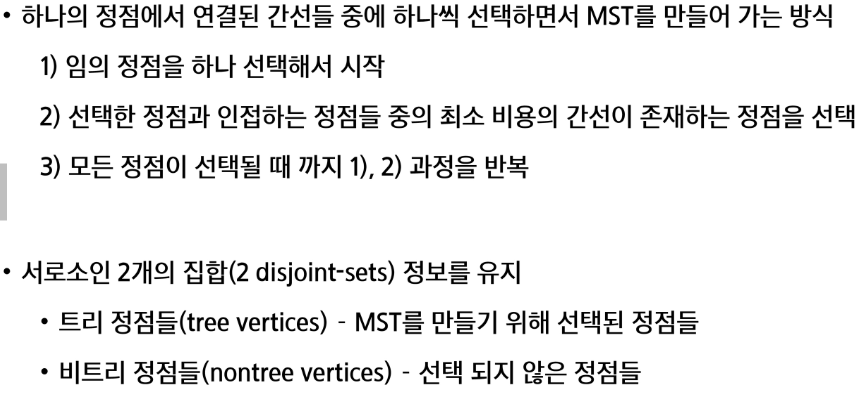 • 하나의 정점에서 연결된 간선들 중에 하나씩 선택하면서 MST를 만들어 가는 방식
1) 임의 정점을 하나 선택해서 시작
2) 선택한 정점과 인접하는 정점들 중의 최소 비용의 간선이 존재하는 정점을 선택
3) 모든 정점이 선택될 때 까지 1), 2) 과정을 반복
• 서로소인 2개의 집합(2 disjoint-sets) 정보를 유지
• 트리 정점들(tree vertices) - MST를 만들기 위해 선택된 정점들
• 비트리 정점들(nontree vertices) - 선택 되지 않은 정점들